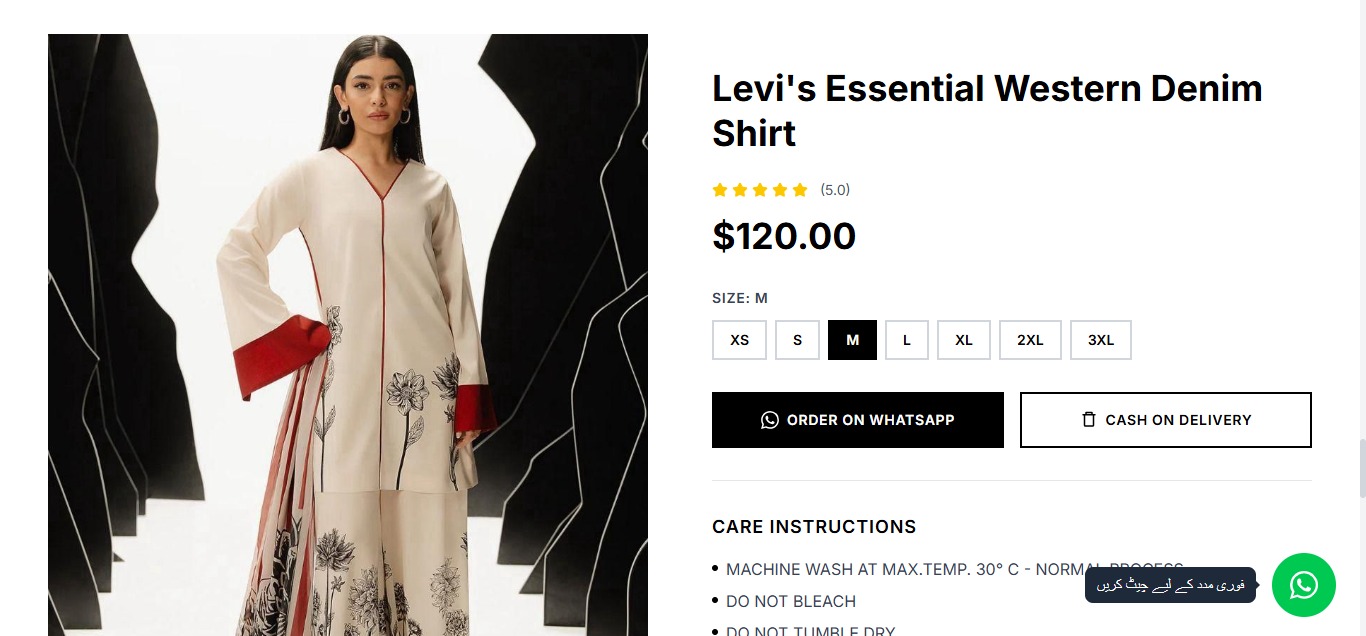 Levi's Essential Western Denim
Shirt
(5.0)
$120.00
SIZE: M
XS
S
M
L
XL
2XL
3XL
ORDER ON WHATSAPP
CASH ON DELIVERY
CARE INSTRUCTIONS
MACHINE WASH AT MAX.TEMP. 30° C - NORMAL PROCESS
DO NOT BLEACH
DO NOT TUMBLE DRY
فوری مدد کے لیے چیٹ کریں